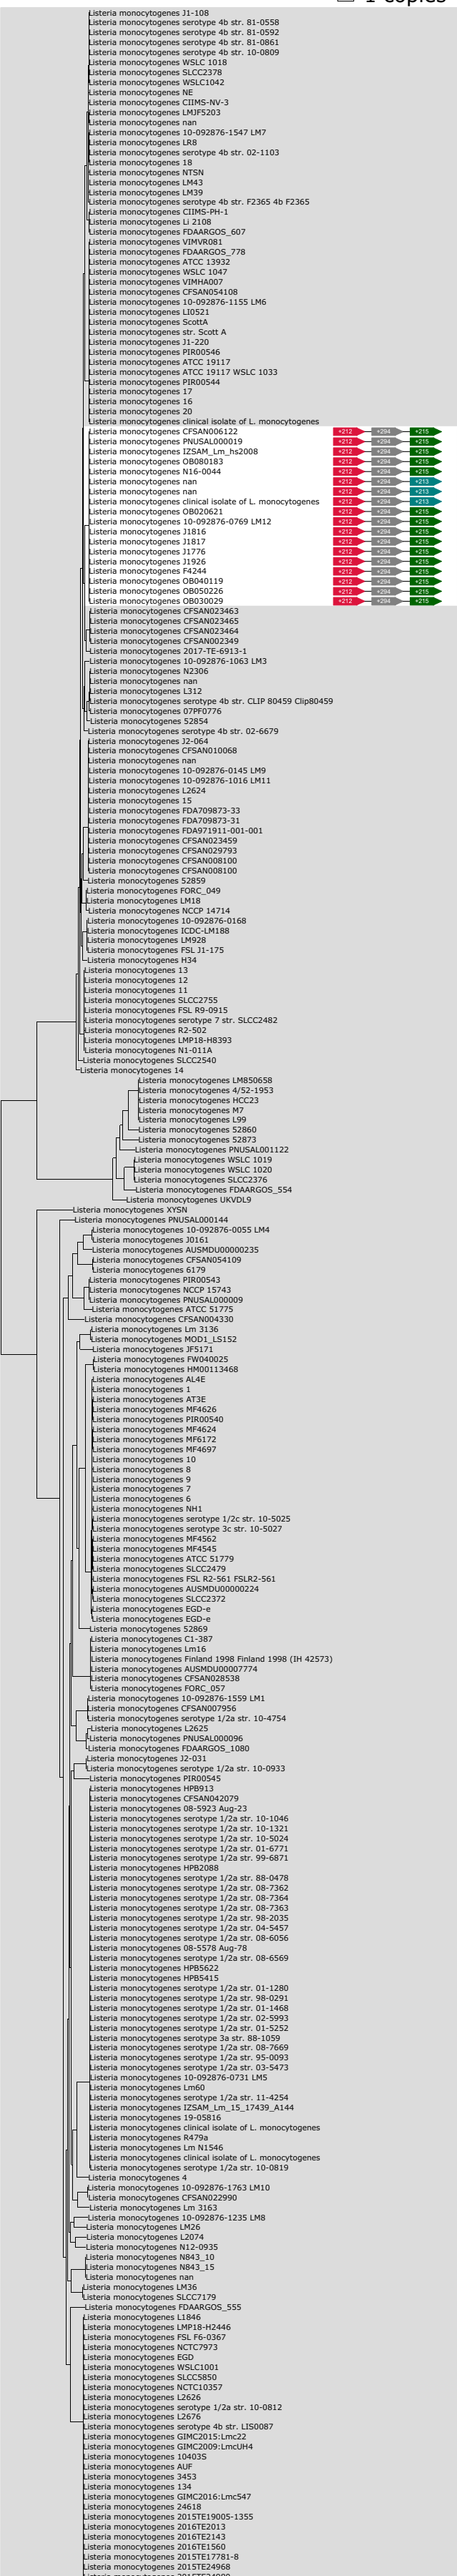 1 copies
Listeria monocytogenes J1-108
Listeria monocytogenes serotype 4b str. 81-0558
Listeria monocytogenes serotype 4b str. 81-0592
Listeria monocytogenes serotype 4b str. 81-0861
Listeria monocytogenes serotype 4b str. 10-0809
Listeria monocytogenes WSLC 1018
Listeria monocytogenes SLCC2378
Listeria monocytogenes WSLC1042
Listeria monocytogenes NE
Listeria monocytogenes CIIMS-NV-3
Listeria monocytogenes LMJF5203
Listeria monocytogenes nan
Listeria monocytogenes 10-092876-1547 LM7
Listeria monocytogenes LR8
Listeria monocytogenes serotype 4b str. 02-1103
Listeria monocytogenes 18
Listeria monocytogenes NTSN
Listeria monocytogenes LM43
Listeria monocytogenes LM39
Listeria monocytogenes serotype 4b str. F2365 4b F2365
Listeria monocytogenes CIIMS-PH-1
Listeria monocytogenes Li 2108
Listeria monocytogenes FDAARGOS_607
Listeria monocytogenes VIMVR081
Listeria monocytogenes FDAARGOS_778
Listeria monocytogenes ATCC 13932
Listeria monocytogenes WSLC 1047
Listeria monocytogenes VIMHA007
Listeria monocytogenes CFSAN054108
Listeria monocytogenes 10-092876-1155 LM6
Listeria monocytogenes LI0521
Listeria monocytogenes ScottA
Listeria monocytogenes str. Scott A
Listeria monocytogenes J1-220
Listeria monocytogenes PIR00546
Listeria monocytogenes ATCC 19117
Listeria monocytogenes ATCC 19117 WSLC 1033
Listeria monocytogenes PIR00544
Listeria monocytogenes 17
Listeria monocytogenes 16
Listeria monocytogenes 20
Listeria monocytogenes clinical isolate of L. monocytogenes
Listeria monocytogenes CFSAN006122 +212 +294 +215
Listeria monocytogenes PNUSAL000019 +212 +294 +215
Listeria monocytogenes IZSAM_Lm_hs2008 +212 +294 +215
Listeria monocytogenes OB080183 +212 +294 +215
Listeria monocytogenes N16-0044 +212 +294 +215
Listeria monocytogenes nan +212 +294 +213
Listeria monocytogenes nan +212 +294 +213
Listeria monocytogenes clinical isolate of L. monocytogenes +212 +294 +213
Listeria monocytogenes OB020621 +212 +294 +215
Listeria monocytogenes 10-092876-0769 LM12 +212 +294 +215
Listeria monocytogenes J1816 +212 +294 +215
Listeria monocytogenes J1817 +212 +294 +215
Listeria monocytogenes J1776 +212 +294 +215
Listeria monocytogenes J1926 +212 +294 +215
Listeria monocytogenes F4244 +212 +294 +215
Listeria monocytogenes OB040119 +212 +294 +215
Listeria monocytogenes OB050226 +212 +294 +215
Listeria monocytogenes OB030029 +212 +294 +215
Listeria monocytogenes CFSAN023463
Listeria monocytogenes CFSAN023465
Listeria monocytogenes CFSAN023464
Listeria monocytogenes CFSAN002349
Listeria monocytogenes 2017-TE-6913-1
Listeria monocytogenes 10-092876-1063 LM3
Listeria monocytogenes N2306
Listeria monocytogenes nan
Listeria monocytogenes L312
Listeria monocytogenes serotype 4b str. CLIP 80459 Clip80459
Listeria monocytogenes 07PF0776
Listeria monocytogenes 52854
Listeria monocytogenes serotype 4b str. 02-6679
Listeria monocytogenes J2-064
Listeria monocytogenes CFSAN010068
Listeria monocytogenes nan
Listeria monocytogenes 10-092876-0145 LM9
Listeria monocytogenes 10-092876-1016 LM11
Listeria monocytogenes L2624
Listeria monocytogenes 15
Listeria monocytogenes FDA709873-33
Listeria monocytogenes FDA709873-31
Listeria monocytogenes FDA971911-001-001
Listeria monocytogenes CFSAN023459
Listeria monocytogenes CFSAN029793
Listeria monocytogenes CFSAN008100
Listeria monocytogenes CFSAN008100
Listeria monocytogenes 52859
Listeria monocytogenes FORC_049
Listeria monocytogenes LM18
Listeria monocytogenes NCCP 14714
Listeria monocytogenes 10-092876-0168
Listeria monocytogenes ICDC-LM188
Listeria monocytogenes LM928
Listeria monocytogenes FSL J1-175
Listeria monocytogenes H34
Listeria monocytogenes 13
Listeria monocytogenes 12
Listeria monocytogenes 11
Listeria monocytogenes SLCC2755
Listeria monocytogenes FSL R9-0915
Listeria monocytogenes serotype 7 str. SLCC2482
Listeria monocytogenes R2-502
Listeria monocytogenes LMP18-H8393
Listeria monocytogenes N1-011A
Listeria monocytogenes SLCC2540
Listeria monocytogenes 14
Listeria monocytogenes LM850658
Listeria monocytogenes 4/52-1953
Listeria monocytogenes HCC23
Listeria monocytogenes M7
Listeria monocytogenes L99
Listeria monocytogenes 52860
Listeria monocytogenes 52873
Listeria monocytogenes PNUSAL001122
Listeria monocytogenes WSLC 1019
Listeria monocytogenes WSLC 1020
Listeria monocytogenes SLCC2376
Listeria monocytogenes FDAARGOS_554
Listeria monocytogenes UKVDL9
Listeria monocytogenes XYSN
Listeria monocytogenes PNUSAL000144
Listeria monocytogenes 10-092876-0055 LM4
Listeria monocytogenes J0161
Listeria monocytogenes AUSMDU00000235
Listeria monocytogenes CFSAN054109
Listeria monocytogenes 6179
Listeria monocytogenes PIR00543
Listeria monocytogenes NCCP 15743
Listeria monocytogenes PNUSAL000009
Listeria monocytogenes ATCC 51775
Listeria monocytogenes CFSAN004330
Listeria monocytogenes Lm 3136
Listeria monocytogenes MOD1_LS152
Listeria monocytogenes JF5171
Listeria monocytogenes FW040025
Listeria monocytogenes HM00113468
Listeria monocytogenes AL4E
Listeria monocytogenes 1
Listeria monocytogenes AT3E
Listeria monocytogenes MF4626
Listeria monocytogenes PIR00540
Listeria monocytogenes MF4624
Listeria monocytogenes MF6172
Listeria monocytogenes MF4697
Listeria monocytogenes 10
Listeria monocytogenes 8
Listeria monocytogenes 9
Listeria monocytogenes 7
Listeria monocytogenes 6
Listeria monocytogenes NH1
Listeria monocytogenes serotype 1/2c str. 10-5025
Listeria monocytogenes serotype 3c str. 10-5027
Listeria monocytogenes MF4562
Listeria monocytogenes MF4545
Listeria monocytogenes ATCC 51779
Listeria monocytogenes SLCC2479
Listeria monocytogenes FSL R2-561 FSLR2-561
Listeria monocytogenes AUSMDU00000224
Listeria monocytogenes SLCC2372
Listeria monocytogenes EGD-e
Listeria monocytogenes EGD-e
Listeria monocytogenes 52869
Listeria monocytogenes C1-387
Listeria monocytogenes Lm16
Listeria monocytogenes Finland 1998 Finland 1998 (IH 42573)
Listeria monocytogenes AUSMDU00007774
Listeria monocytogenes CFSAN028538
Listeria monocytogenes FORC_057
Listeria monocytogenes 10-092876-1559 LM1
Listeria monocytogenes CFSAN007956
Listeria monocytogenes serotype 1/2a str. 10-4754
Listeria monocytogenes L2625
Listeria monocytogenes PNUSAL000096
Listeria monocytogenes FDAARGOS_1080
Listeria monocytogenes J2-031
Listeria monocytogenes serotype 1/2a str. 10-0933
Listeria monocytogenes PIR00545
Listeria monocytogenes HPB913
Listeria monocytogenes CFSAN042079
Listeria monocytogenes 08-5923 Aug-23
Listeria monocytogenes serotype 1/2a str. 10-1046
Listeria monocytogenes serotype 1/2a str. 10-1321
Listeria monocytogenes serotype 1/2a str. 10-5024
Listeria monocytogenes serotype 1/2a str. 01-6771
Listeria monocytogenes serotype 1/2a str. 99-6871
Listeria monocytogenes HPB2088
Listeria monocytogenes serotype 1/2a str. 88-0478
Listeria monocytogenes serotype 1/2a str. 08-7362
Listeria monocytogenes serotype 1/2a str. 08-7364
Listeria monocytogenes serotype 1/2a str. 08-7363
Listeria monocytogenes serotype 1/2a str. 98-2035
Listeria monocytogenes serotype 1/2a str. 04-5457
Listeria monocytogenes serotype 1/2a str. 08-6056
Listeria monocytogenes 08-5578 Aug-78
Listeria monocytogenes serotype 1/2a str. 08-6569
Listeria monocytogenes HPB5622
Listeria monocytogenes HPB5415
Listeria monocytogenes serotype 1/2a str. 01-1280
Listeria monocytogenes serotype 1/2a str. 98-0291
Listeria monocytogenes serotype 1/2a str. 01-1468
Listeria monocytogenes serotype 1/2a str. 02-5993
Listeria monocytogenes serotype 1/2a str. 01-5252
Listeria monocytogenes serotype 3a str. 88-1059
Listeria monocytogenes serotype 1/2a str. 08-7669
Listeria monocytogenes serotype 1/2a str. 95-0093
Listeria monocytogenes serotype 1/2a str. 03-5473
Listeria monocytogenes 10-092876-0731 LM5
Listeria monocytogenes Lm60
Listeria monocytogenes serotype 1/2a str. 11-4254
Listeria monocytogenes IZSAM_Lm_15_17439_A144
Listeria monocytogenes 19-05816
Listeria monocytogenes clinical isolate of L. monocytogenes
Listeria monocytogenes R479a
Listeria monocytogenes Lm N1546
Listeria monocytogenes clinical isolate of L. monocytogenes
Listeria monocytogenes serotype 1/2a str. 10-0819
Listeria monocytogenes 4
Listeria monocytogenes 10-092876-1763 LM10
Listeria monocytogenes CFSAN022990
Listeria monocytogenes Lm 3163
Listeria monocytogenes 10-092876-1235 LM8
Listeria monocytogenes LM26
Listeria monocytogenes L2074
Listeria monocytogenes N12-0935
Listeria monocytogenes N843_10
Listeria monocytogenes N843_15
Listeria monocytogenes nan
Listeria monocytogenes LM36
Listeria monocytogenes SLCC7179
Listeria monocytogenes FDAARGOS_555
Listeria monocytogenes L1846
Listeria monocytogenes LMP18-H2446
Listeria monocytogenes FSL F6-0367
Listeria monocytogenes NCTC7973
Listeria monocytogenes EGD
Listeria monocytogenes WSLC1001
Listeria monocytogenes SLCC5850
Listeria monocytogenes NCTC10357
Listeria monocytogenes L2626
Listeria monocytogenes serotype 1/2a str. 10-0812
Listeria monocytogenes L2676
Listeria monocytogenes serotype 4b str. LIS0087
Listeria monocytogenes GIMC2015:Lmc22
Listeria monocytogenes GIMC2009:LmcUH4
Listeria monocytogenes 10403S
Listeria monocytogenes AUF
Listeria monocytogenes 3453
Listeria monocytogenes 134
Listeria monocytogenes GIMC2016:Lmc547
Listeria monocytogenes 24618
Listeria monocytogenes 2015TE19005-1355
Listeria monocytogenes 2016TE2013
Listeria monocytogenes 2016TE2143
Listeria monocytogenes 2016TE1560
Listeria monocytogenes 2015TE17781-8
Listeria monocytogenes 2015TE24968